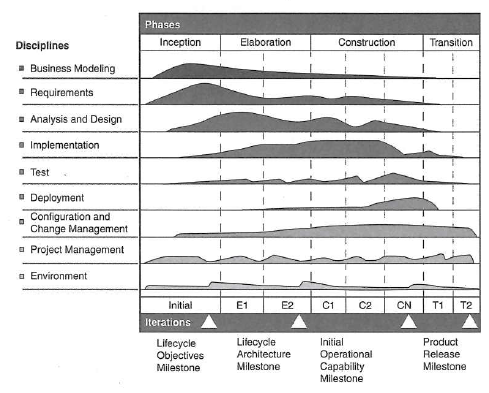 Phases
Disciplines
Inception Elaboration Construction Transition
Business Modeling
Requirements
Analysis and Design
Implementation
Test
Deployment
Configuration and
Change Management
Project Management
Environment
Initial E1 E2 C1 C2 CN T1 T2
Iterations
Lifecycle
Objectives
Milestone
Lifecycle
Architecture
Milestone
Initial
Operational
Capability
Milestone
Product
Release
Milestone